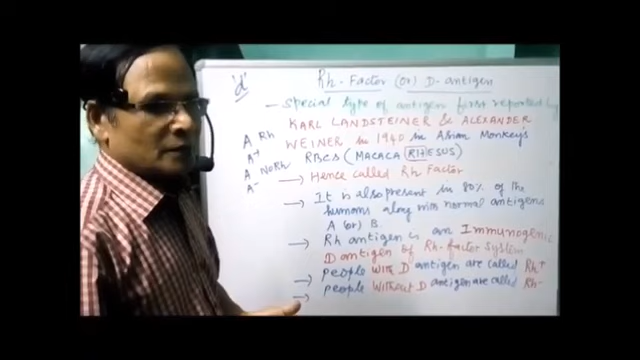 'd'
Rh - Factor (or) D - antigen
- Special type of antigen first reported by
KARL LANDSTEINER & ALEXANDER
WEINER in 1940 in Asian Monkey's
RBCs (MACACA RHESUS)
A Rh
A+
A NoRh
A-
→ Hence called Rh Factor
→ It is also present in 80% of the
humans along with normal antigens
A (or) B.
→ Rh antigen is an Immunogenic
D antigen of Rh-factor system
→ people with D antigen are called Rh+
→ people without D antigen are called Rh-